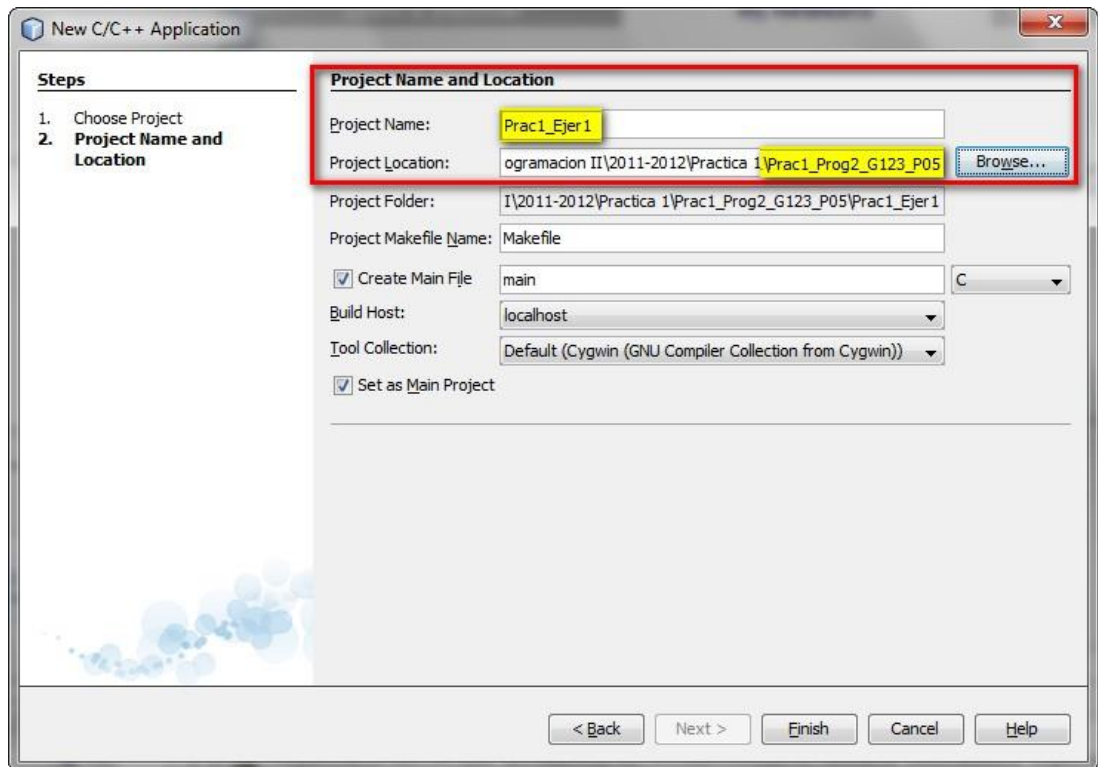 New C/C++ Application
Steps
1. Choose Project
2. Project Name and
Location
Project Name and Location
Project Name: Prac1_Ejer1
Project Location: ogramacion II\2011-2012\Practica 1\Prac1_Prog2_G123_P05 Browse...
Project Folder: I\2011-2012\Practica 1\Prac1_Prog2_G123_P05\Prac1_Ejer1
Project Makefile Name: Makefile
Create Main File main C
Build Host: localhost
Tool Collection: Default (Cygwin (GNU Compiler Collection from Cygwin))
Set as Main Project
< Back Next > Finish Cancel Help